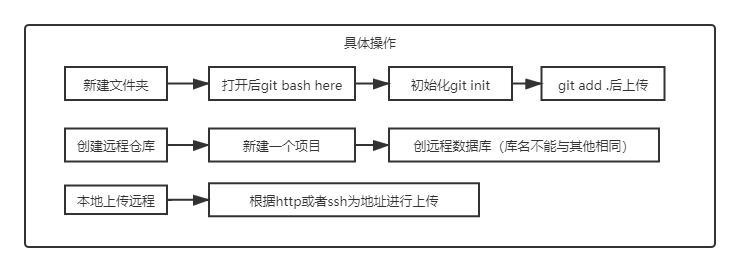 具体操作
新建文件夹
打开后git bash here
初始化git init
git add .后上传
创建远程仓库
新建一个项目
创远程数据库（库名不能与其他相同）
本地上传远程
根据http或者ssh为地址进行上传